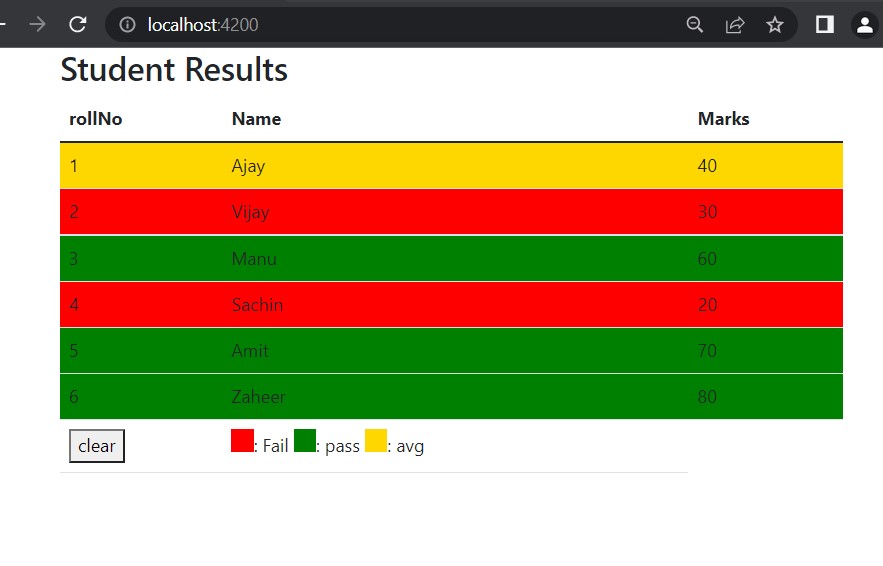 localhost:4200
Student Results
rollNo Name Marks
1 Ajay 40
2 Vijay 30
3 Manu 60
4 Sachin 20
5 Amit 70
6 Zaheer 80
clear : Fail : pass : avg